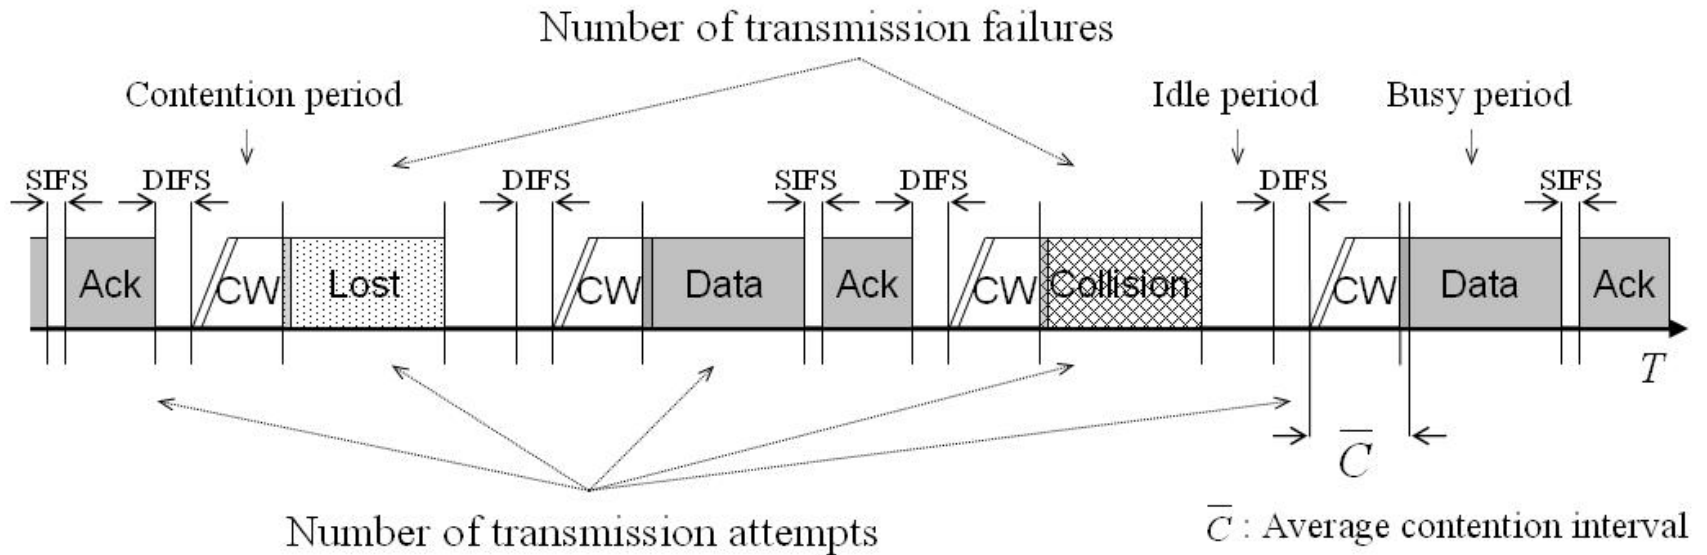 Number of transmission failures
Contention period
Idle period
Busy period
SIFS
DIFS
DIFS
SIFS
DIFS
DIFS
SIFS
Ack
CW
Lost
CW
Data
Ack
CW
Collision
CW
Data
Ack
T
C̅
Number of transmission attempts
C̅ : Average contention interval